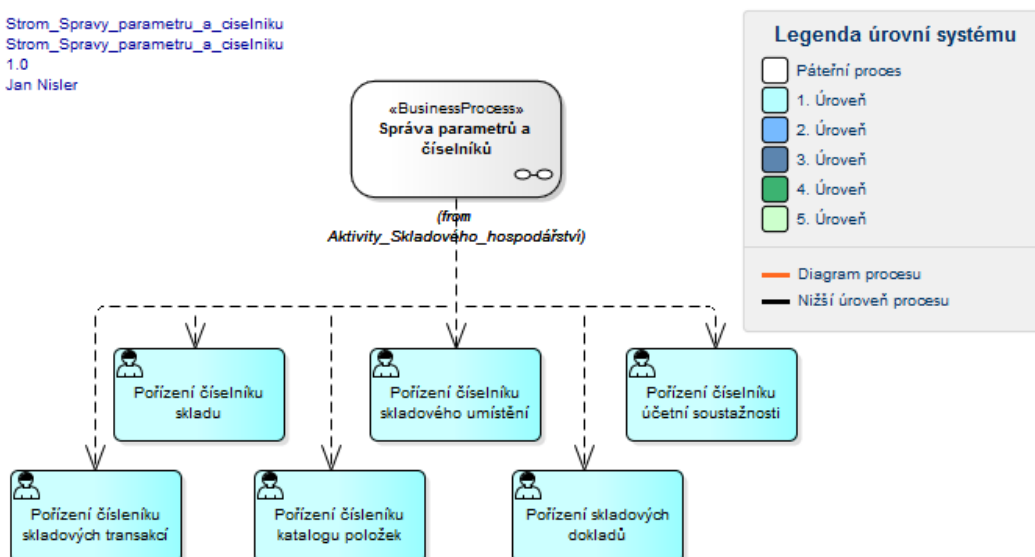 Strom_Spravy_parametru_a_ciselniku
Strom_Spravy_parametru_a_ciselniku
1.0
Jan Nisler
Legenda úrovní systému
Páteřní proces
1. Úroveň
2. Úroveň
3. Úroveň
4. Úroveň
5. Úroveň
Diagram procesu
Nižší úroveň procesu
«BusinessProcess»
Správa parametrů a
číselníků
(from
Aktivity_Skladového_hospodářství)
Pořízení číselníku
skladu
Pořízení číselníku
skladového umístění
Pořízení číselníku
účetní soustažnosti
Pořízení čísleníku
skladových transakcí
Pořízení čísleníku
katalogu položek
Pořízení skladových
dokladů